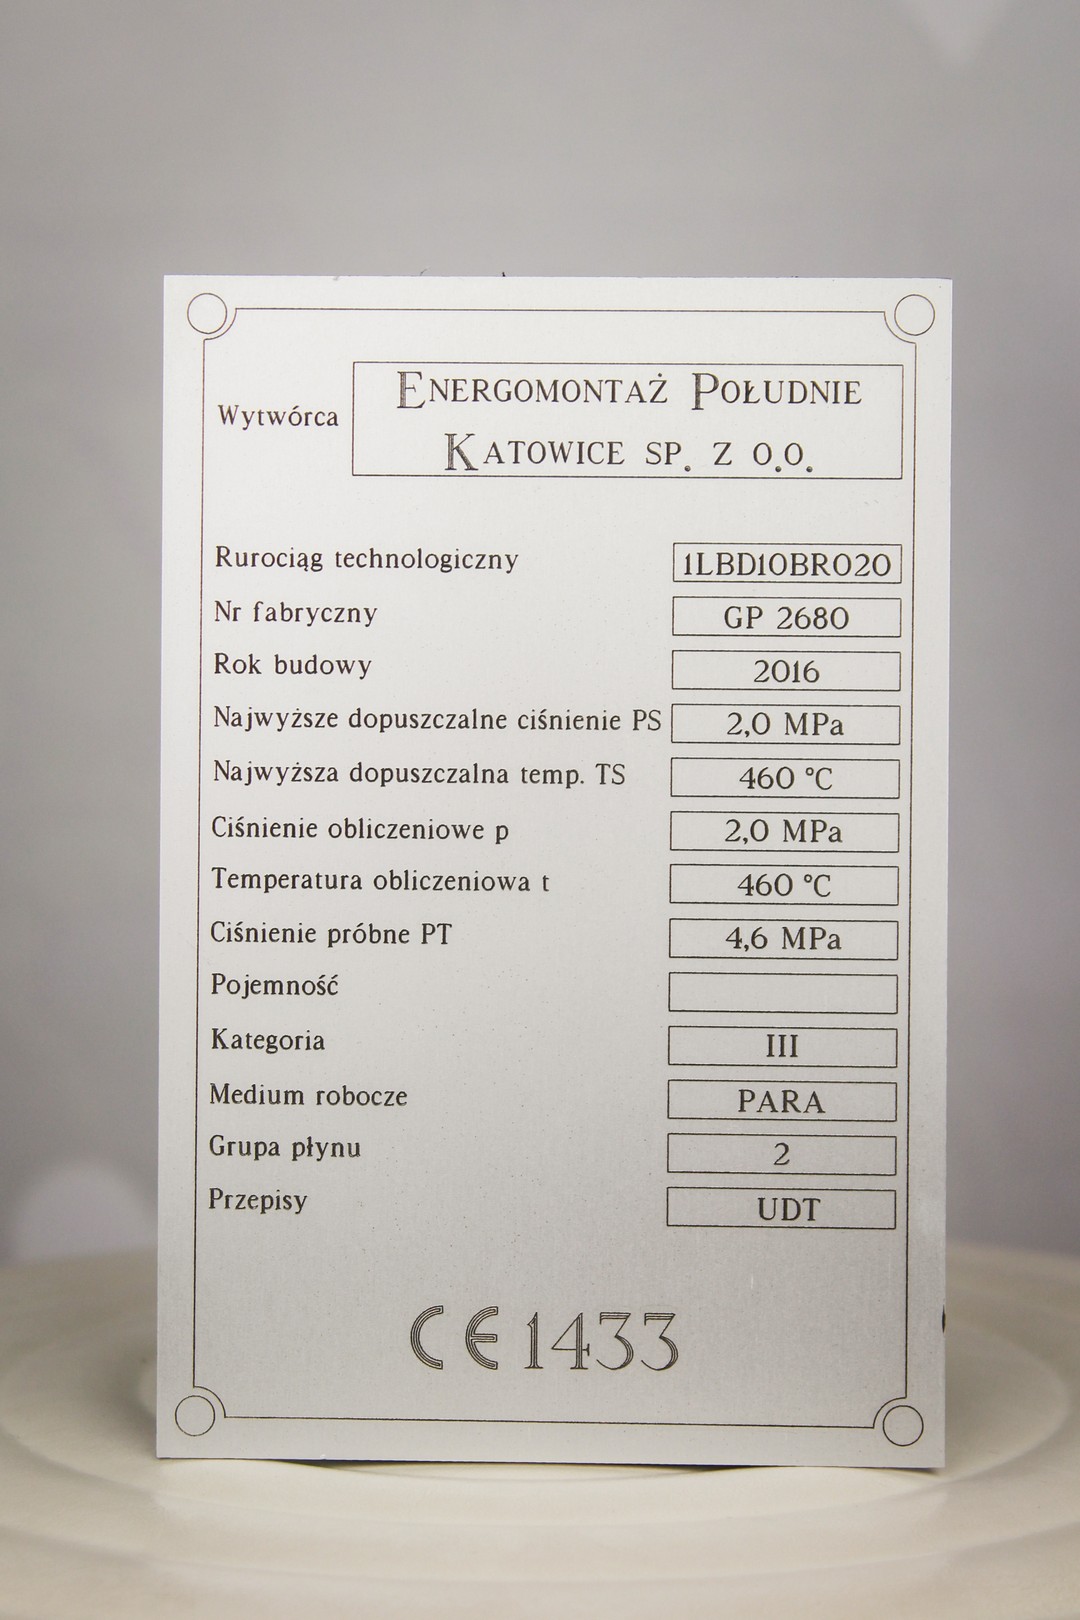 Wytwórca
ENERGOMONTAŻ POŁUDNIE
KATOWICE SP. Z O.O.
Rurociąg technologiczny 1LBD10BR020
Nr fabryczny GP 2680
Rok budowy 2016
Najwyższe dopuszczalne ciśnienie PS 2,0 MPa
Najwyższa dopuszczalna temp. TS 460 °C
Ciśnienie obliczeniowe p 2,0 MPa
Temperatura obliczeniowa t 460 °C
Ciśnienie próbne PT 4,6 MPa
Pojemność
Kategoria III
Medium robocze PARA
Grupa płynu 2
Przepisy UDT
CE 1433